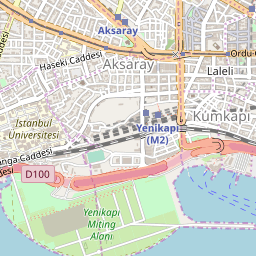 Aksaray
Ordu C
Haseki Caddesi
Aksaray
Laleli
İstanbul
Üniversitesi
Kumkapı
Yenikapı
(M2)
anga Caddesi
D100
Yenikapı
Miting
Alanı